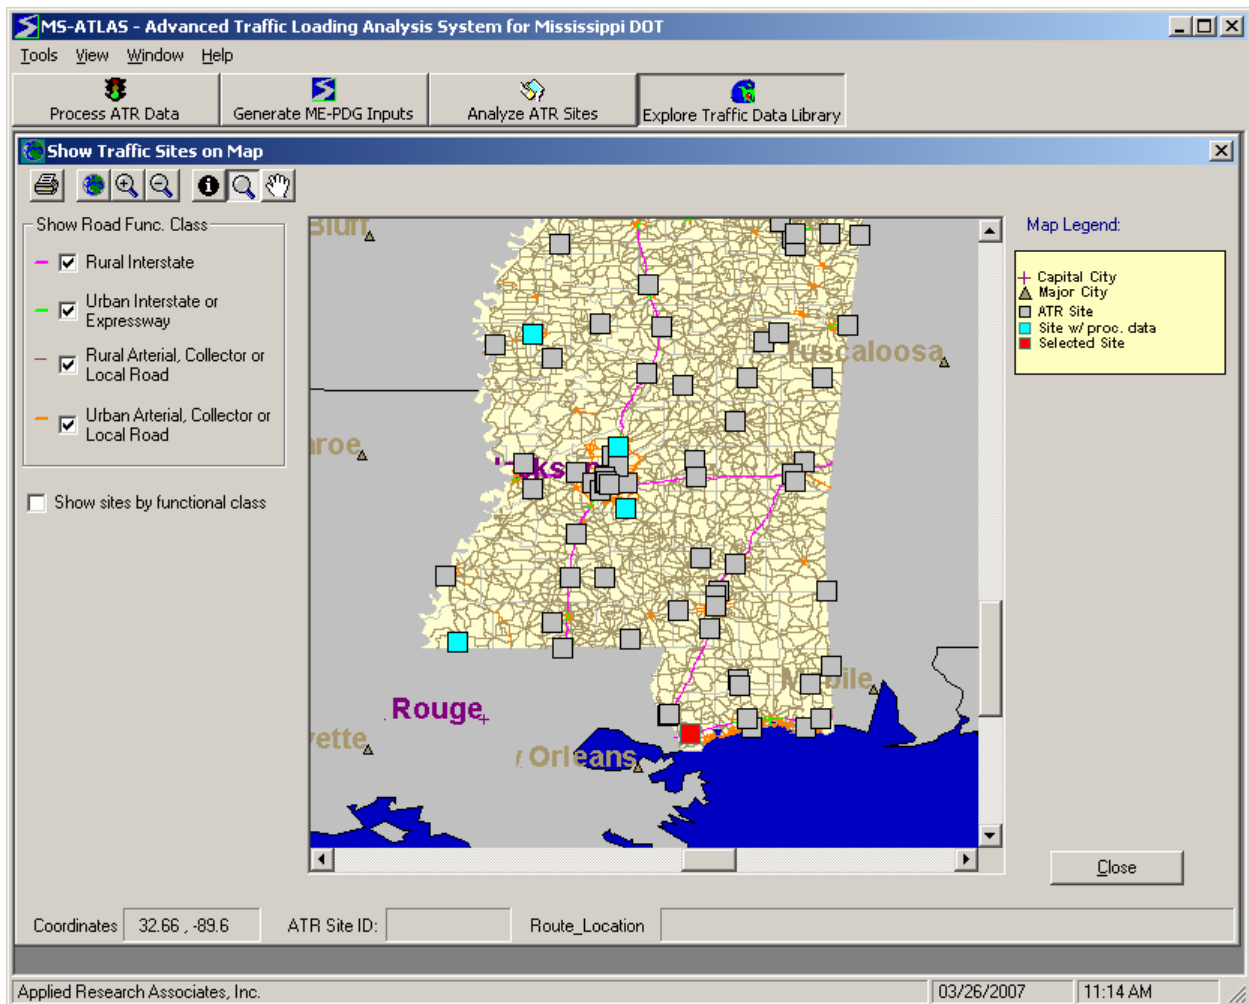 MS-ATLAS - Advanced Traffic Loading Analysis System for Mississippi DOT
Tools View Window Help
Process ATR Data
Generate ME-PDG Inputs
Analyze ATR Sites
Explore Traffic Data Library
Show Traffic Sites on Map
Show Road Func. Class
Rural Interstate
Urban Interstate or
Expressway
Rural Arterial, Collector or
Local Road
Urban Arterial, Collector or
Local Road
Show sites by functional class
Bluff
Tuscaloosa
roe
Jackson
Mobile
Rouge
yette
Orleans
Map Legend:
Capital City
Major City
ATR Site
Site w/ proc. data
Selected Site
Close
Coordinates 32.66 , -89.6 ATR Site ID: Route_Location
Applied Research Associates, Inc. 03/26/2007 11:14 AM